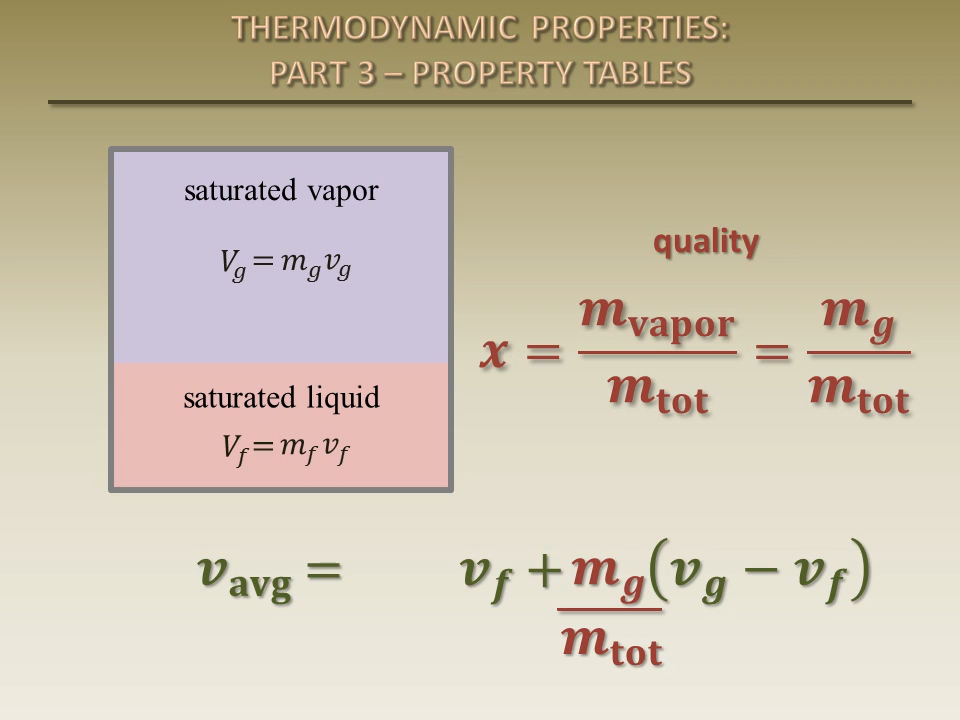 THERMODYNAMIC PROPERTIES:
PART 3 – PROPERTY TABLES
saturated vapor
V_g = m_g v_g
saturated liquid
V_f = m_f v_f
quality
x = m_vapor / m_tot = m_g / m_tot
v_avg = v_f + m_g / m_tot (v_g − v_f)